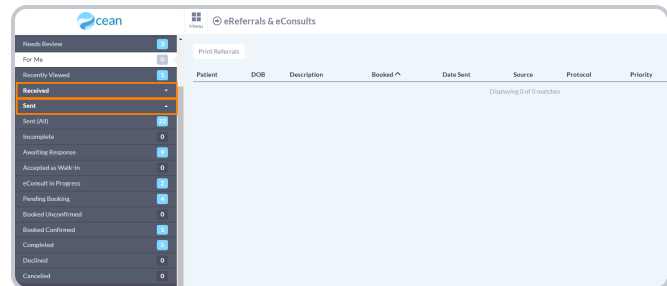 cean
Menu
eReferrals & eConsults
Needs Review 3
For Me 0
Recently Viewed 1
Received
Sent
Sent (All) 22
Incomplete 0
Awaiting Response 9
Accepted as Walk-In 0
eConsult in Progress 2
Pending Booking 4
Booked Unconfirmed 0
Booked Confirmed 1
Completed 5
Declined 0
Cancelled 0
Print Referrals
Patient DOB Description Booked Date Sent Source Protocol Priority
Displaying 0 of 0 matches